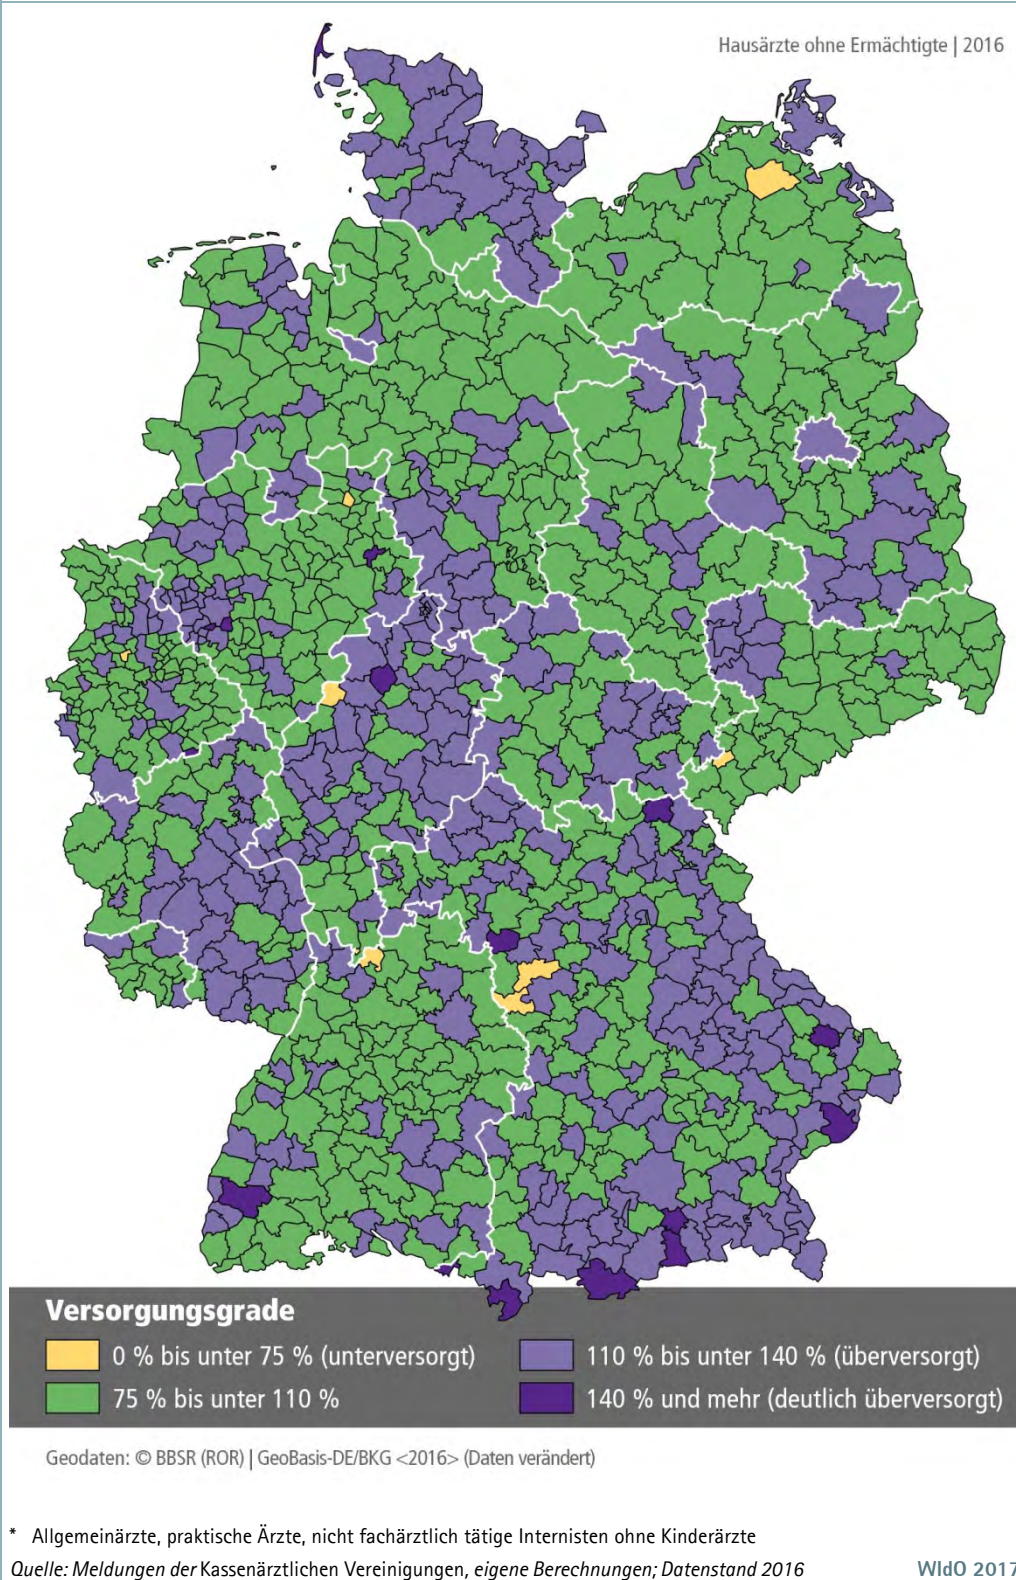 Hausärzte ohne Ermächtigte | 2016
Versorgungsgrade
0 % bis unter 75 % (unterversorgt)
110 % bis unter 140 % (überversorgt)
75 % bis unter 110 %
140 % und mehr (deutlich überversorgt)
Geodaten: © BBSR (ROR) | GeoBasis-DE/BKG <2016> (Daten verändert)
* Allgemeinärzte, praktische Ärzte, nicht fachärztlich tätige Internisten ohne Kinderärzte
Quelle: Meldungen der Kassenärztlichen Vereinigungen, eigene Berechnungen; Datenstand 2016 WIdO 2017